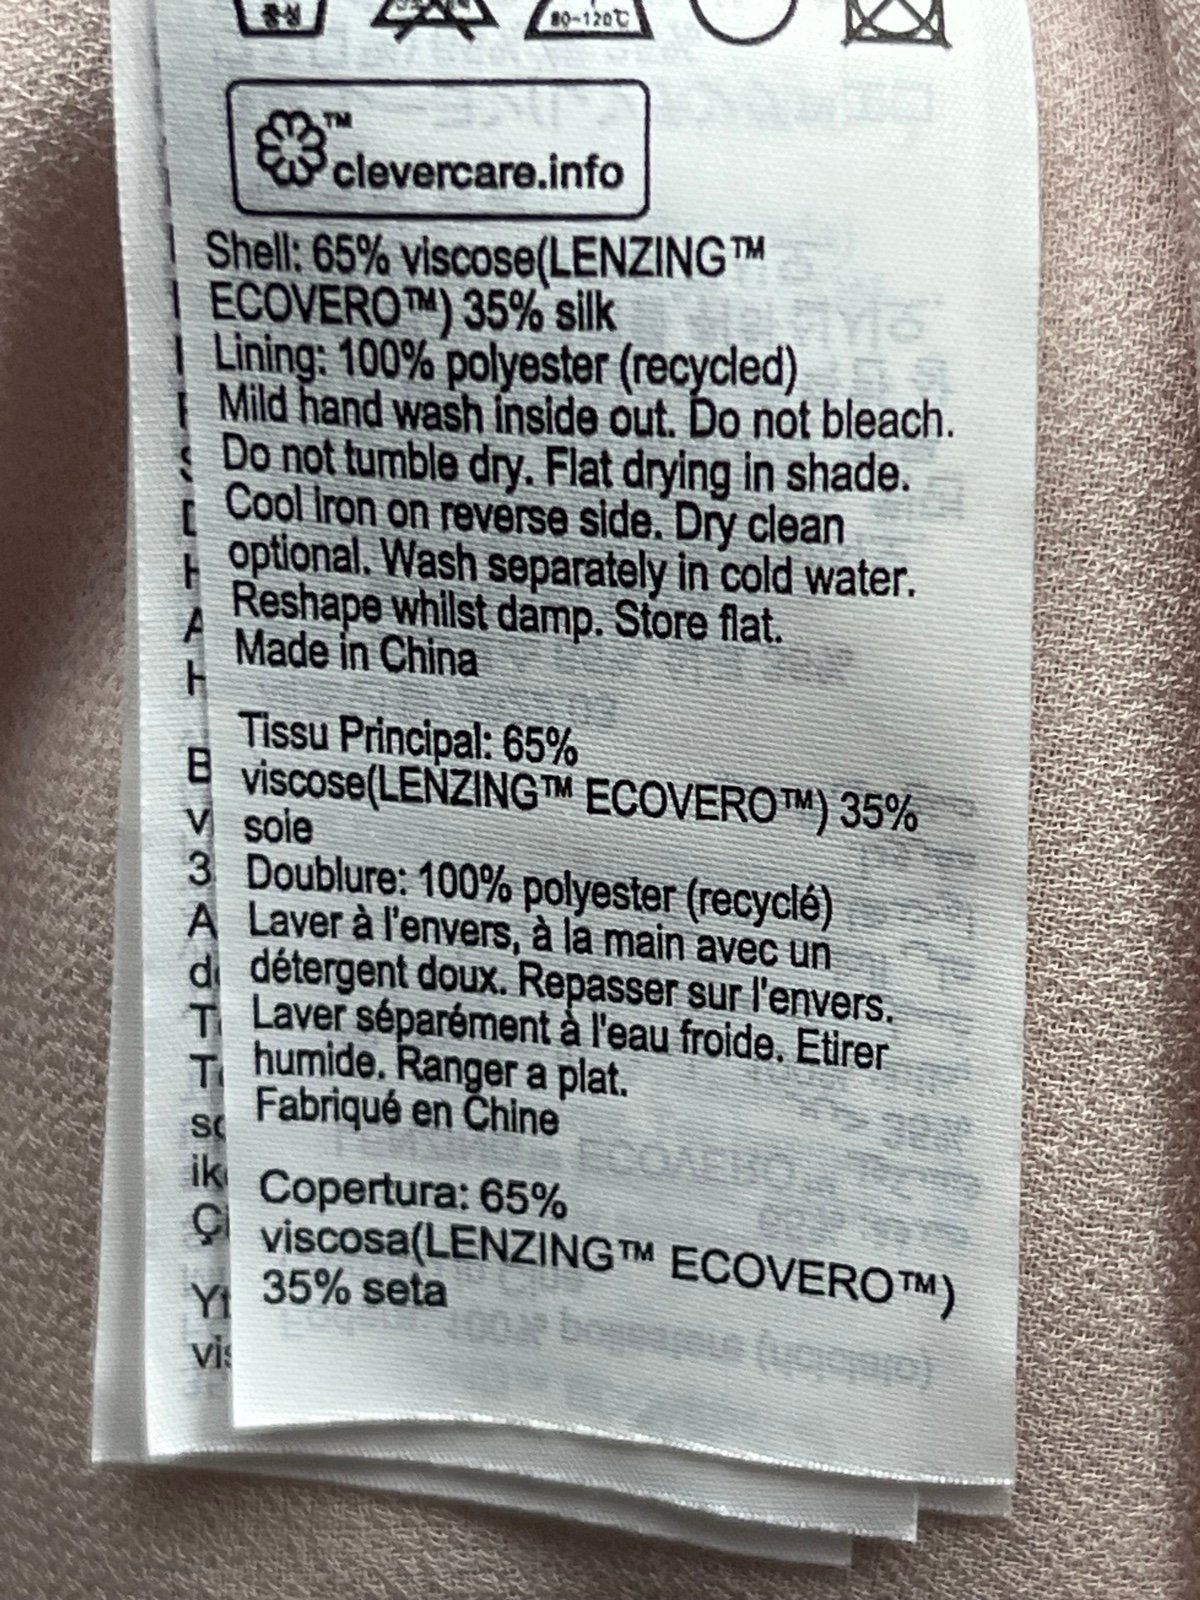 중성
80~120℃
™
clevercare.info
Shell: 65% viscose(LENZING™
ECOVERO™) 35% silk
Lining: 100% polyester (recycled)
Mild hand wash inside out. Do not bleach.
Do not tumble dry. Flat drying in shade.
Cool iron on reverse side. Dry clean
optional. Wash separately in cold water.
Reshape whilst damp. Store flat.
Made in China
Tissu Principal: 65%
viscose(LENZING™ ECOVERO™) 35%
soie
Doublure: 100% polyester (recyclé)
Laver à l'envers, à la main avec un
détergent doux. Repasser sur l'envers.
Laver séparément à l'eau froide. Etirer
humide. Ranger a plat.
Fabriqué en Chine
Copertura: 65%
viscosa(LENZING™ ECOVERO™)
35% seta